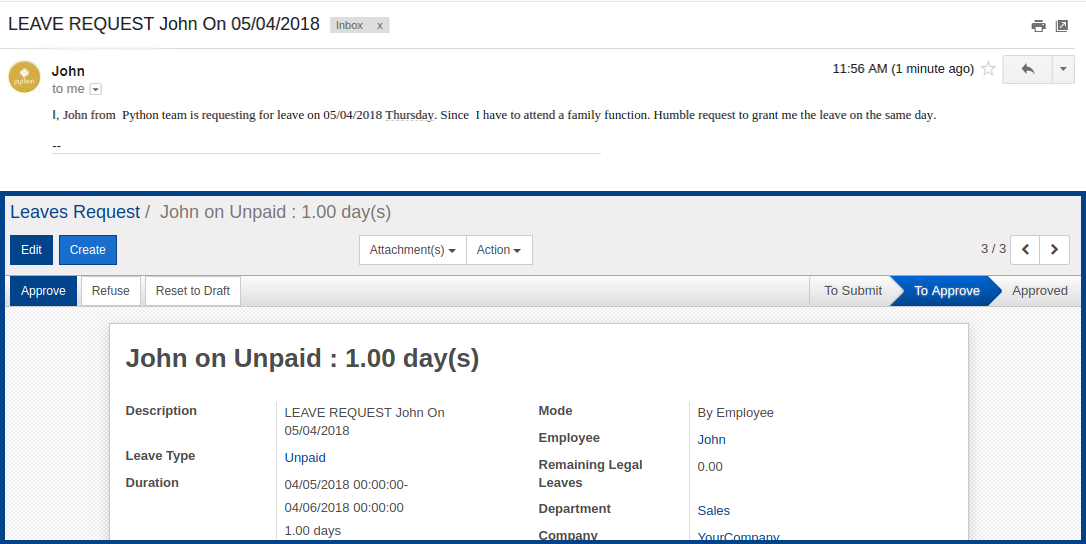 LEAVE REQUEST John On 05/04/2018 Inbox x
John 11:56 AM (1 minute ago)
python
to me
I, John from Python team is requesting for leave on 05/04/2018 Thursday. Since I have to attend a family function. Humble request to grant me the leave on the same day.
--
Leaves Request / John on Unpaid : 1.00 day(s)
Edit Create Attachment(s) Action 3 / 3
Approve Refuse Reset to Draft To Submit To Approve Approved
John on Unpaid : 1.00 day(s)
Description LEAVE REQUEST John On
05/04/2018
Leave Type Unpaid
Duration 04/05/2018 00:00:00-
04/06/2018 00:00:00
1.00 days
Mode By Employee
Employee John
Remaining Legal 0.00
Leaves
Department Sales
Company YourCompany